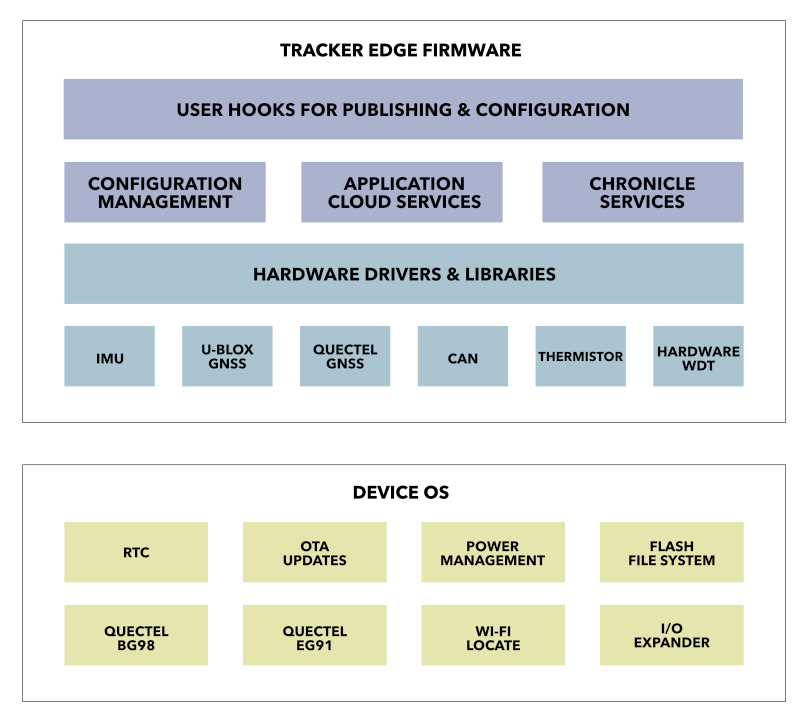 TRACKER EDGE FIRMWARE
USER HOOKS FOR PUBLISHING & CONFIGURATION
CONFIGURATION
MANAGEMENT
APPLICATION
CLOUD SERVICES
CHRONICLE
SERVICES
HARDWARE DRIVERS & LIBRARIES
IMU
U-BLOX
GNSS
QUECTEL
GNSS
CAN
THERMISTOR
HARDWARE
WDT
DEVICE OS
RTC
OTA
UPDATES
POWER
MANAGEMENT
FLASH
FILE SYSTEM
QUECTEL
BG98
QUECTEL
EG91
WI-FI
LOCATE
I/O
EXPANDER